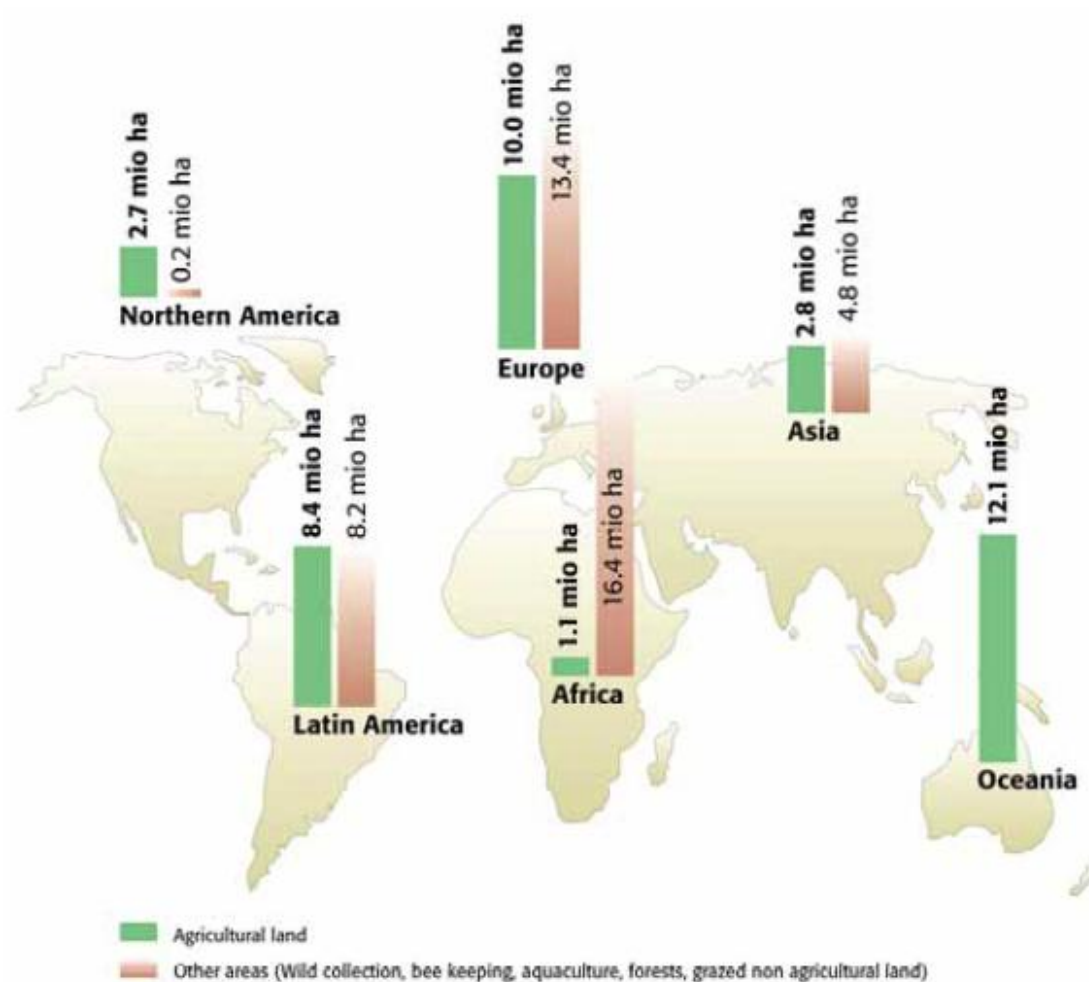 2.7 mio ha
0.2 mio ha
Northern America
10.0 mio ha
13.4 mio ha
Europe
2.8 mio ha
4.8 mio ha
Asia
8.4 mio ha
8.2 mio ha
Latin America
1.1 mio ha
16.4 mio ha
Africa
12.1 mio ha
Oceania
Agricultural land
Other areas (Wild collection, bee keeping, aquaculture, forests, grazed non agricultural land)